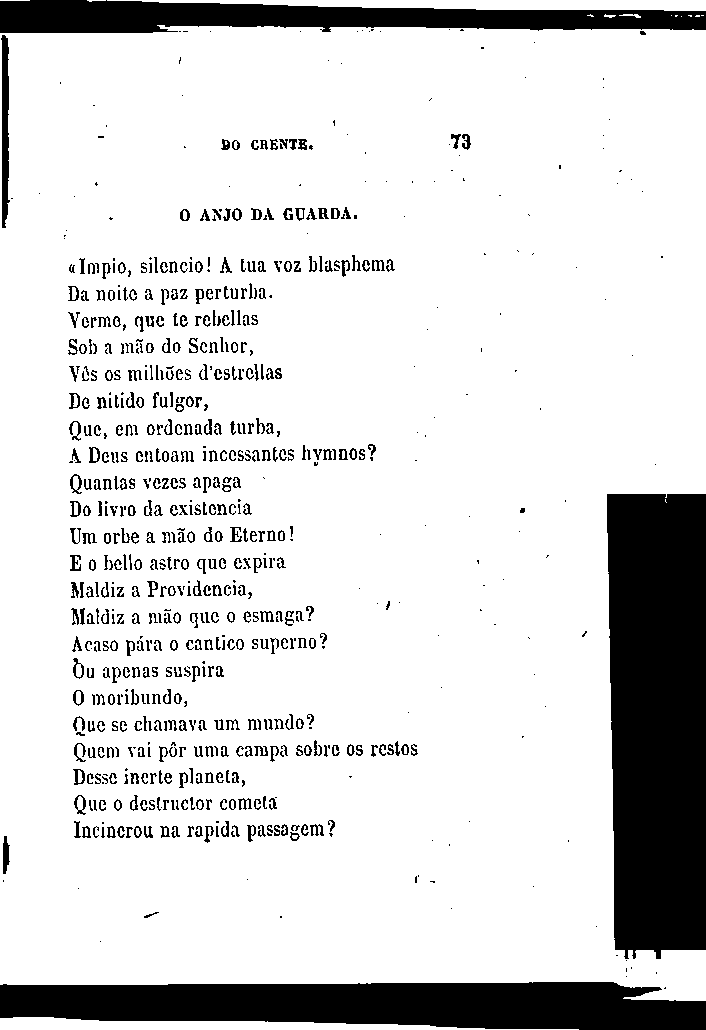 DO CRENTE. 73
O ANJO DA GUARDA.
«Impio, silencio! A tua voz blasphema
Da noite a paz perturba.
Verme, que te rebellas
Sob a mão do Senhor,
Vês os milhões d'estrellas
De nitido fulgor,
Que, em ordenada turba,
A Deus entoam incessantes hymnos?
Quantas vezes apaga
Do livro da existencia
Um orbe a mão do Eterno!
E o bello astro que expira
Maldiz a Providencia,
Maldiz a mão que o esmaga?
Acaso pára o cantico superno?
Ou apenas suspira
O moribundo,
Que se chamava um mundo?
Quem vai pôr uma campa sobre os restos
Desse inerte planeta,
Que o destructor cometa
Incinerou na rapida passagem?